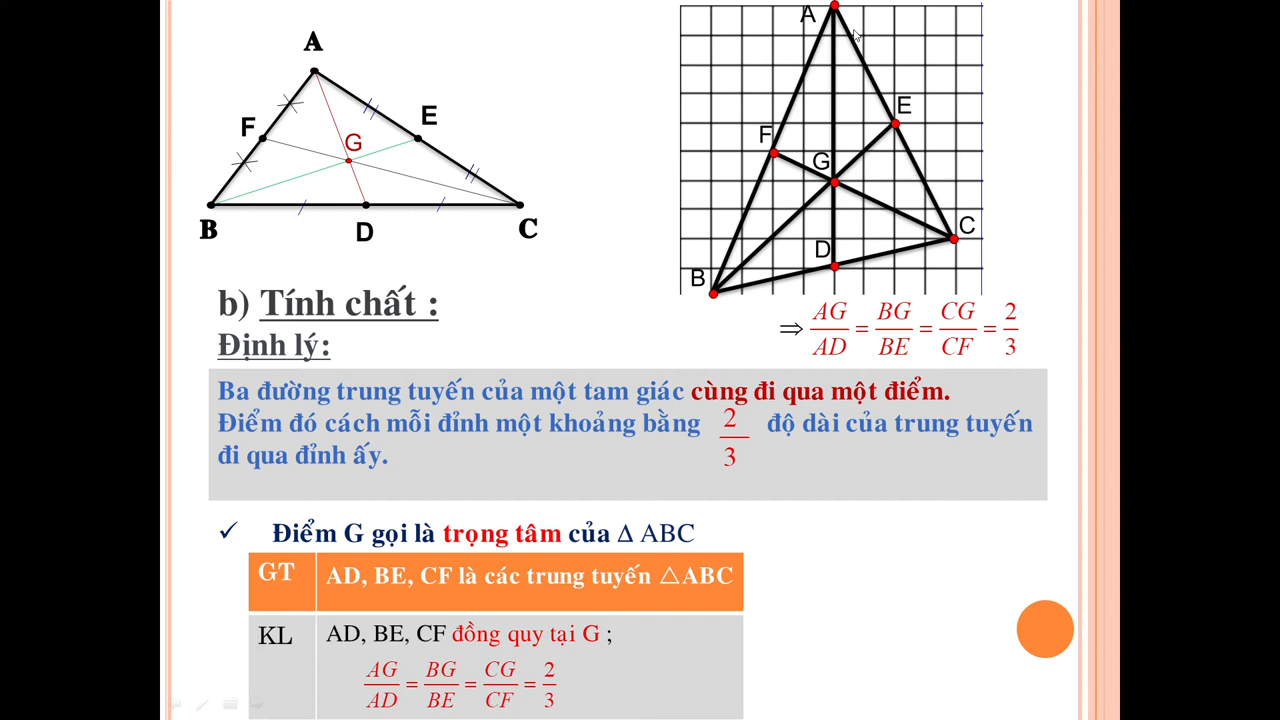 A
F
E
G
B
D
C
A
E
F
G
C
D
B
b) Tính chất :
⇒ AG/AD = BG/BE = CG/CF = 2/3
Định lý:
Ba đường trung tuyến của một tam giác cùng đi qua một điểm.
Điểm đó cách mỗi đỉnh một khoảng bằng 2/3 độ dài của trung tuyến
đi qua đỉnh ấy.
✓ Điểm G gọi là trọng tâm của Δ ABC
GT AD, BE, CF là các trung tuyến △ABC
KL AD, BE, CF đồng quy tại G ;
AG/AD = BG/BE = CG/CF = 2/3